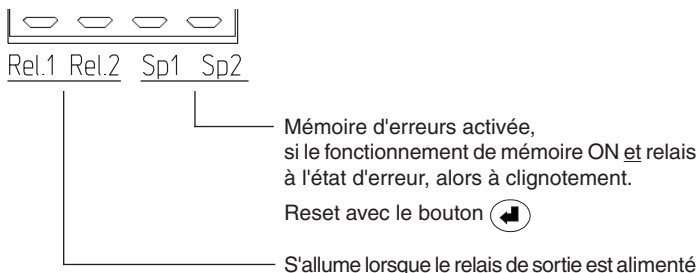 Rel.1 Rel.2 Sp1 Sp2
Mémoire d'erreurs activée,
si le fonctionnement de mémoire ON et relais
à l'état d'erreur, alors à clignotement.
Reset avec le bouton
S'allume lorsque le relais de sortie est alimenté